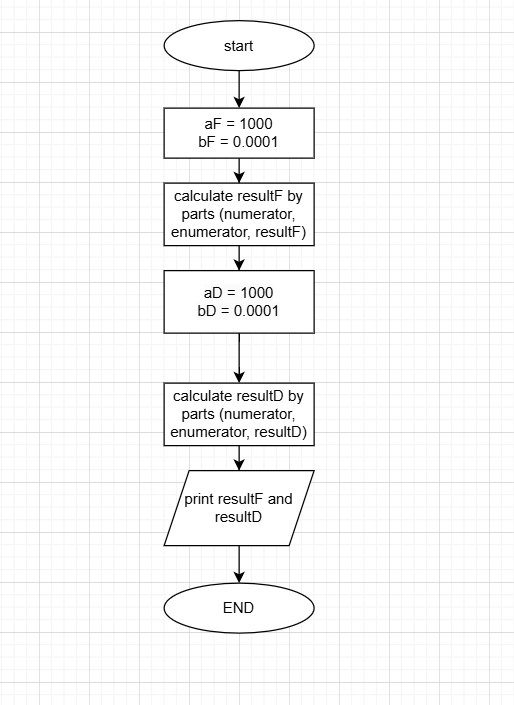 start
aF = 1000
bF = 0.0001
calculate resultF by
parts (numerator,
enumerator, resultF)
aD = 1000
bD = 0.0001
calculate resultD by
parts (numerator,
enumerator, resultD)
print resultF and
resultD
END